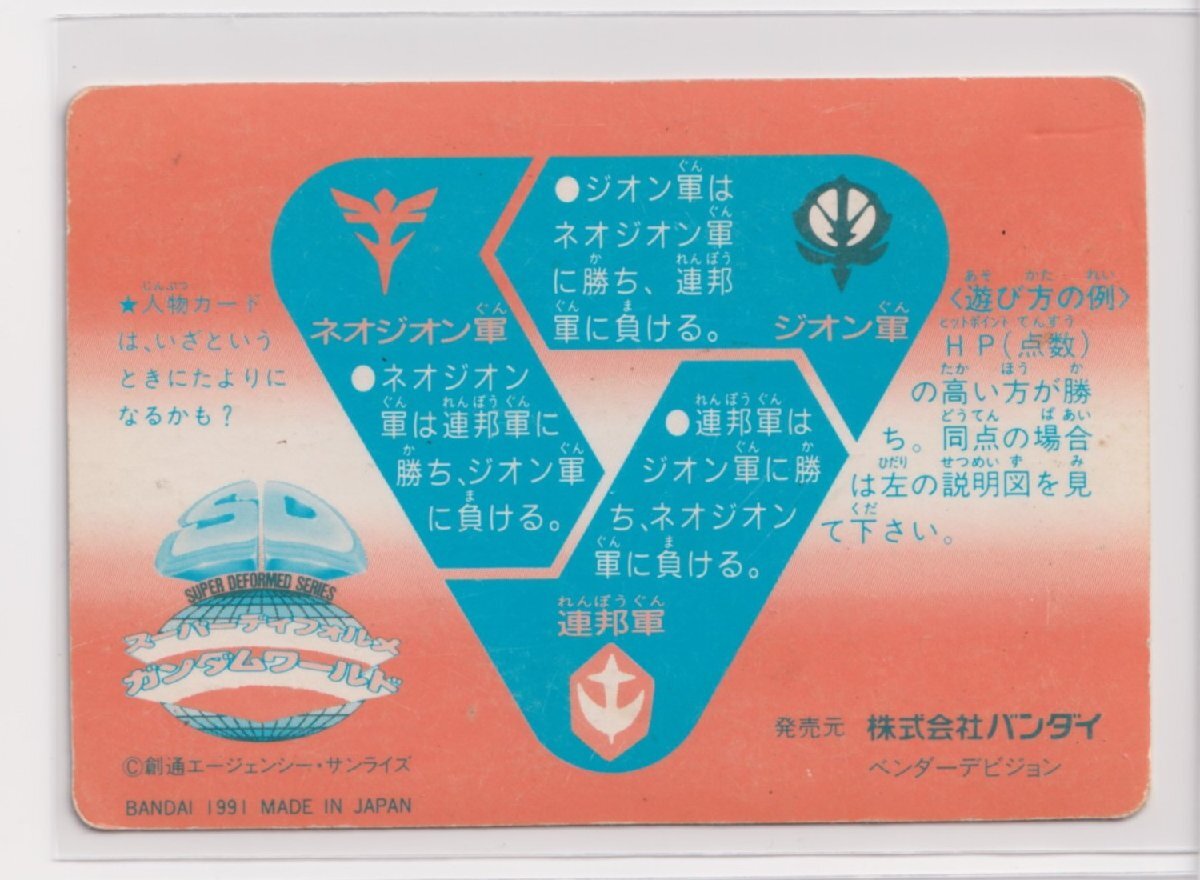 ★人物カード
は、いざという
ときにたよりに
なるかも？
ネオジオン軍
●ネオジオン
軍は連邦軍に
勝ち、ジオン軍
に負ける。
●ジオン軍は
ネオジオン軍
に勝ち、連邦
軍に負ける。
ジオン軍
●連邦軍は
ジオン軍に勝
ち、ネオジオン
軍に負ける。
連邦軍
〈遊び方の例〉
HP(点数)
の高い方が勝
ち。同点の場合
は左の説明図を見
て下さい。
SD
SUPER DEFORMED SERIES
スーパーディフォルメ
ガンダムワールド
©創通エージェンシー・サンライズ
BANDAI 1991 MADE IN JAPAN
発売元 株式会社バンダイ
ベンダーデビジョン